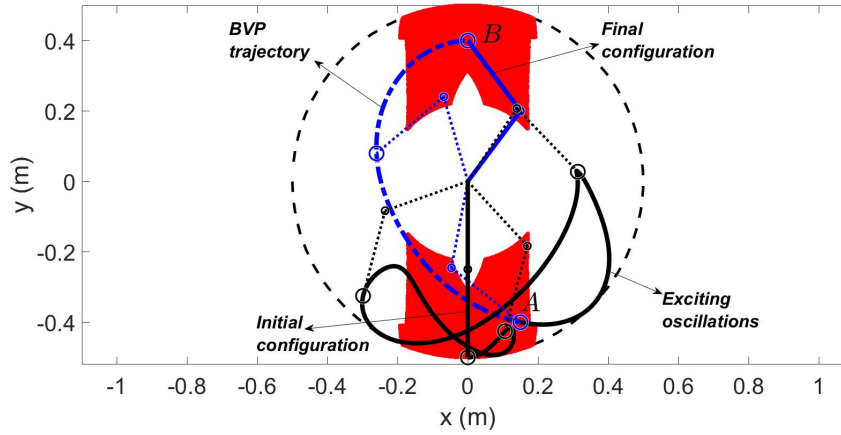 0.4
0.2
0
-0.2
-0.4
y (m)
BVP
trajectory
B
Final
configuration
A
Initial
configuration
Exciting
oscillations
-1
-0.8
-0.6
-0.4
-0.2
0
0.2
0.4
0.6
0.8
1
x (m)